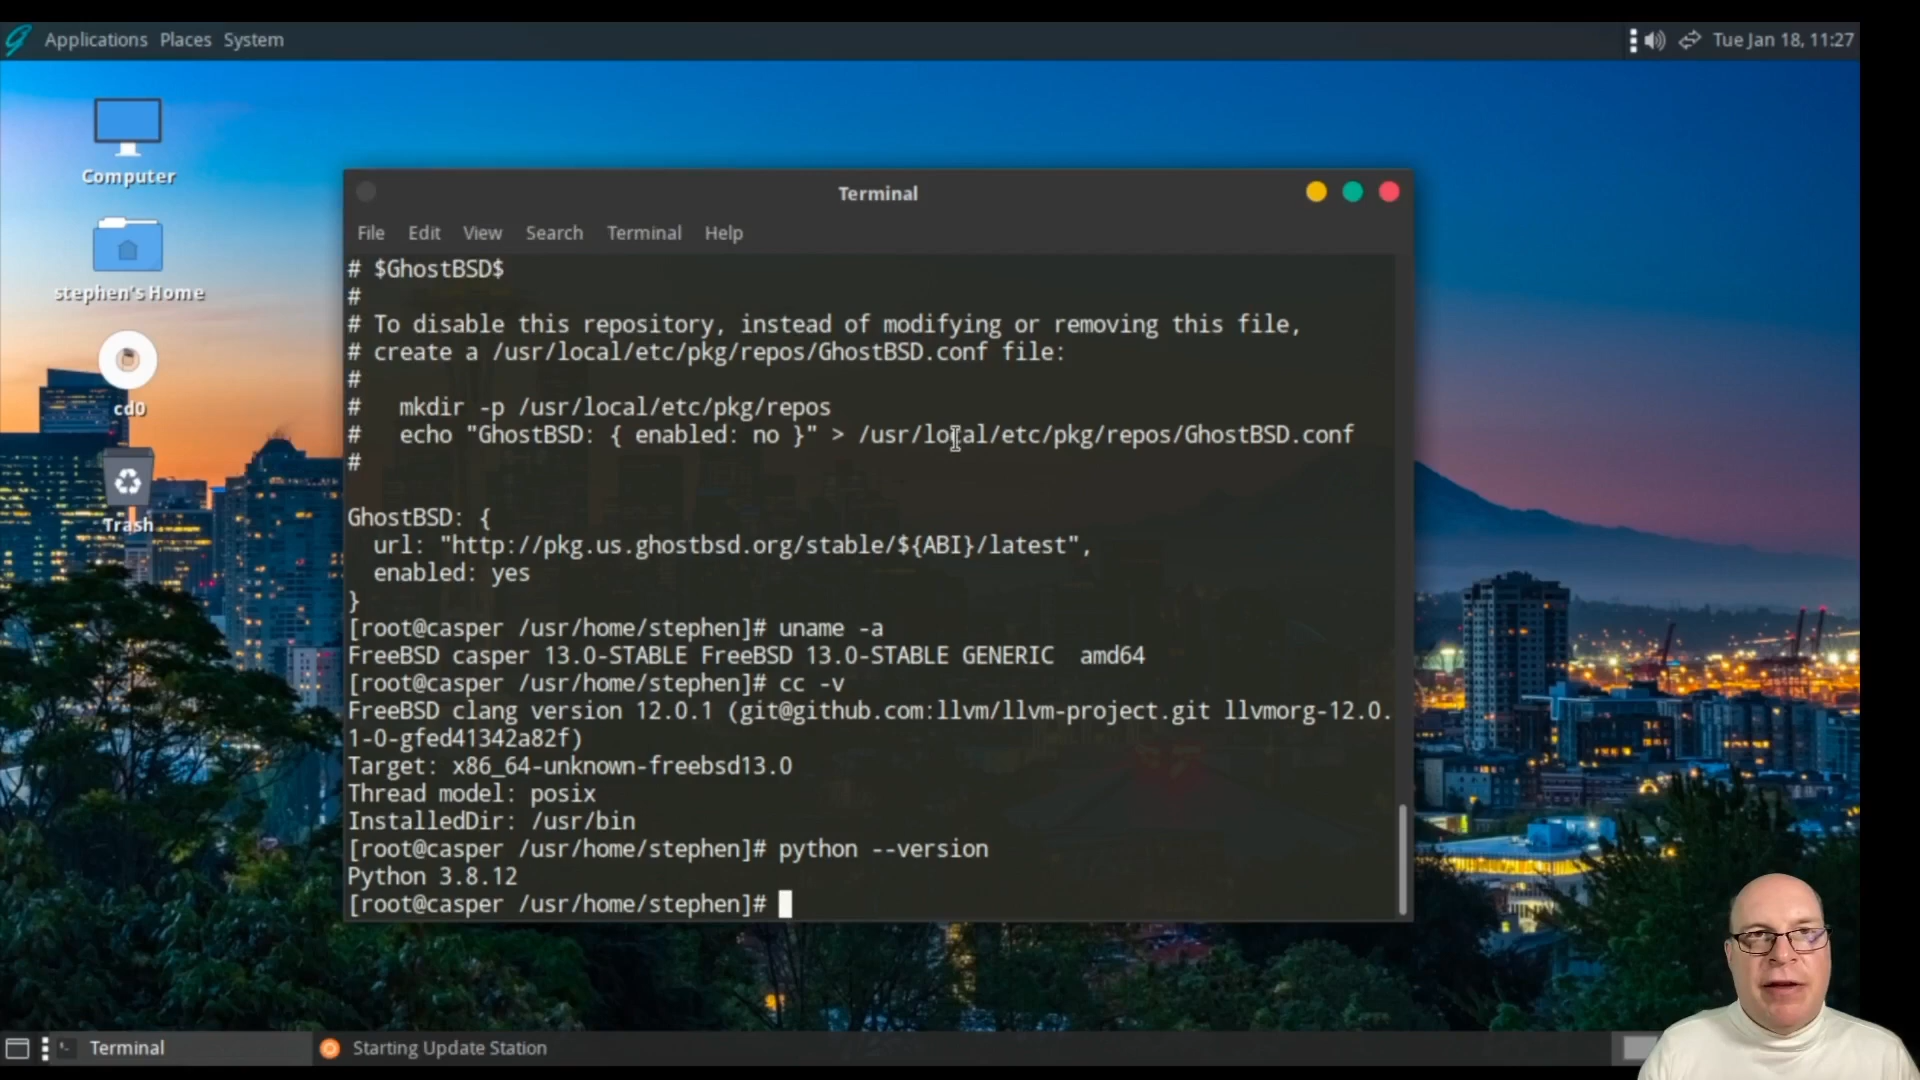 Applications Places System
Tue Jan 18, 11:27
Computer
stephen's Home
cd0
Trash
Terminal
File Edit View Search Terminal Help
# $GhostBSD$
#
# To disable this repository, instead of modifying or removing this file,
# create a /usr/local/etc/pkg/repos/GhostBSD.conf file:
#
#   mkdir -p /usr/local/etc/pkg/repos
#   echo "GhostBSD: { enabled: no }" > /usr/local/etc/pkg/repos/GhostBSD.conf
#
GhostBSD: {
  url: "http://pkg.us.ghostbsd.org/stable/${ABI}/latest",
  enabled: yes
}
[root@casper /usr/home/stephen]# uname -a
FreeBSD casper 13.0-STABLE FreeBSD 13.0-STABLE GENERIC  amd64
[root@casper /usr/home/stephen]# cc -v
FreeBSD clang version 12.0.1 (git@github.com:llvm/llvm-project.git llvmorg-12.0.
1-0-gfed41342a82f)
Target: x86_64-unknown-freebsd13.0
Thread model: posix
InstalledDir: /usr/bin
[root@casper /usr/home/stephen]# python --version
Python 3.8.12
[root@casper /usr/home/stephen]#
Terminal
Starting Update Station